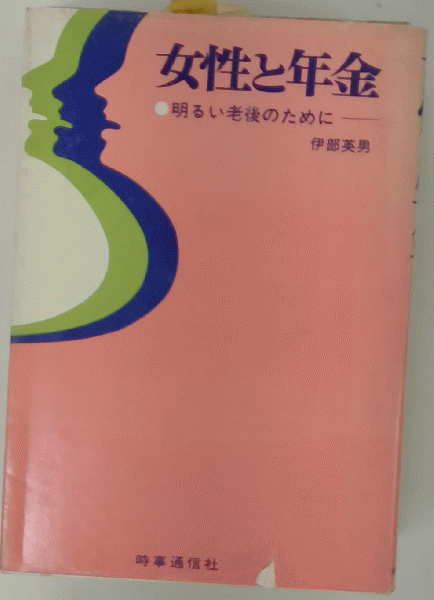 女性と年金
●明るい老後のために──
伊部英男
時事通信社